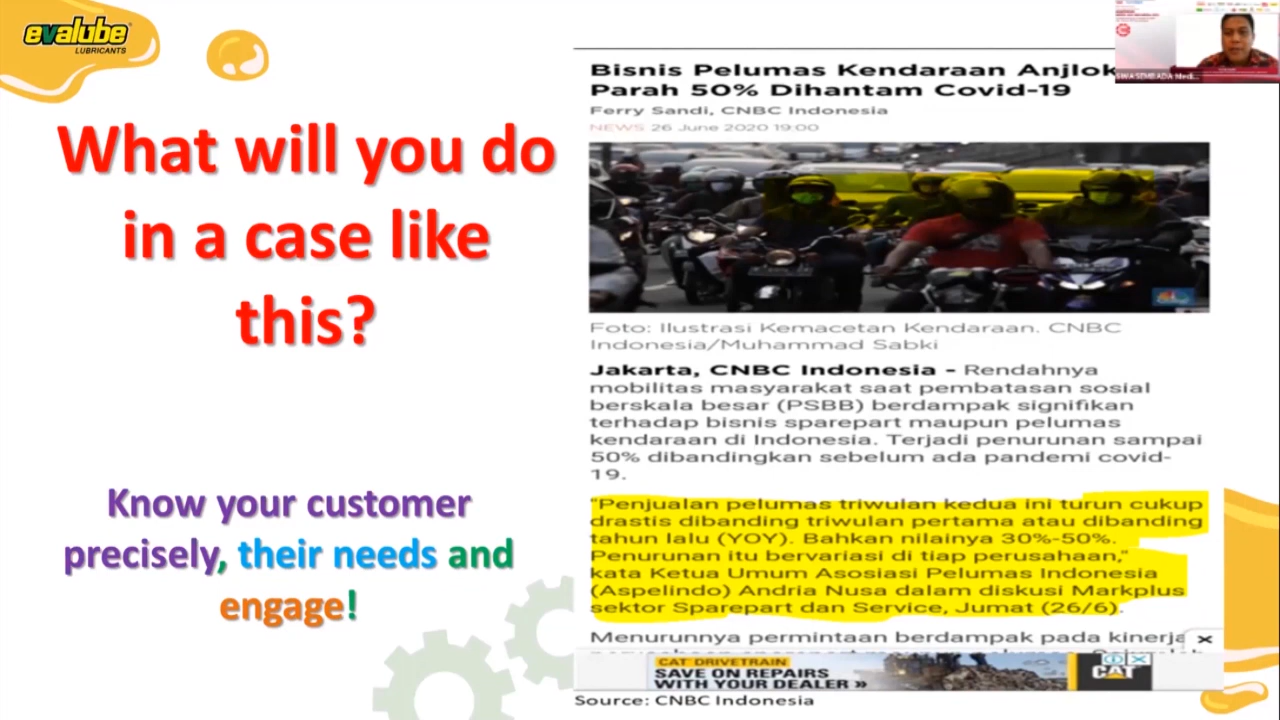 evalube
LUBRICANTS
What will you do
in a case like
this?
Know your customer
precisely, their needs and
engage!
Bisnis Pelumas Kendaraan Anjlok
Parah 50% Dihantam Covid-19
Ferry Sandi, CNBC Indonesia
NEWS 26 June 2020 19:00
Foto: Ilustrasi Kemacetan Kendaraan. CNBC
Indonesia/Muhammad Sabki
Jakarta, CNBC Indonesia - Rendahnya
mobilitas masyarakat saat pembatasan sosial
berskala besar (PSBB) berdampak signifikan
terhadap bisnis sparepart maupun pelumas
kendaraan di Indonesia. Terjadi penurunan sampai
50% dibandingkan sebelum ada pandemi covid-
19.
"Penjualan pelumas triwulan kedua ini turun cukup
drastis dibanding triwulan pertama atau dibanding
tahun lalu (YOY). Bahkan nilainya 30%-50%.
Penurunan itu bervariasi di tiap perusahaan,"
kata Ketua Umum Asosiasi Pelumas Indonesia
(Aspelindo) Andria Nusa dalam diskusi Markplus
sektor Sparepart dan Service, Jumat (26/6).
Menurunnya permintaan berdampak pada kinerja
CAT DRIVETRAIN
SAVE ON REPAIRS
WITH YOUR DEALER »
CAT
Source: CNBC Indonesia
SWA SEMBADA Medi...